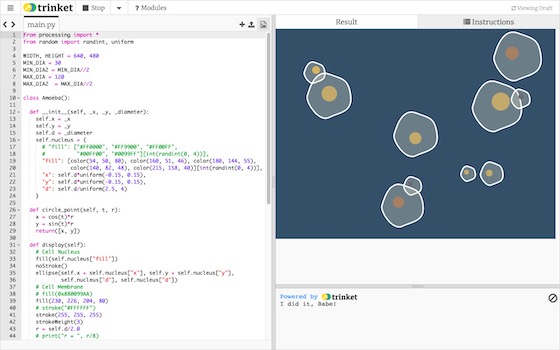 trinket
Stop
? Modules
main.py
Result
Instructions
Viewing Draft
1 from processing import *
2 from random import randint, uniform
3
4 WIDTH, HEIGHT = 640, 480
5 MIN_DIA = 30
6 MIN_DIA2 = MIN_DIA//2
7 MAX_DIA = 120
8 MAX_DIA2  = MAX_DIA//2
9
10 class Amoeba():
11
12   def __init__(self, _x, _y, _diameter):
13     self.x = _x
14     self.y = _y
15     self.d = _diameter
16     self.nucleus = {
17       # "fill": ["#FF0000", "#FF9900", "#FFFF00",
18       #          "#00FF00", "#0099FF"][int(randint(0, 4))],
19       "fill": [color(54, 50, 80), color(160, 51, 46), color(180, 144, 55),
20                color(140, 82, 48), color(215, 158, 40)][int(randint(0, 4))],
21       "x": self.d*uniform(-0.15, 0.15),
22       "y": self.d*uniform(-0.15, 0.15),
23       "d": self.d/uniform(2.5, 4)
24     }
25
26   def circle_point(self, t, r):
27     x = cos(t)*r
28     y = sin(t)*r
29     return([x, y])
30
31   def display(self):
32     # Cell Nucleus
33     fill(self.nucleus["fill"])
34     noStroke()
35     ellipse(self.x + self.nucleus["x"], self.y + self.nucleus["y"],
36             self.nucleus["d"], self.nucleus["d"])
37     # Cell Membrane
38     # fill(0x880099AA)
39     fill(230, 226, 204, 80)
40     # stroke("#FFFFFF")
41     stroke(255, 255, 255)
42     strokeWeight(3)
43     r = self.d/2.0
44     # print("r = ", r/8)
Powered by trinket
I did it, Babe!